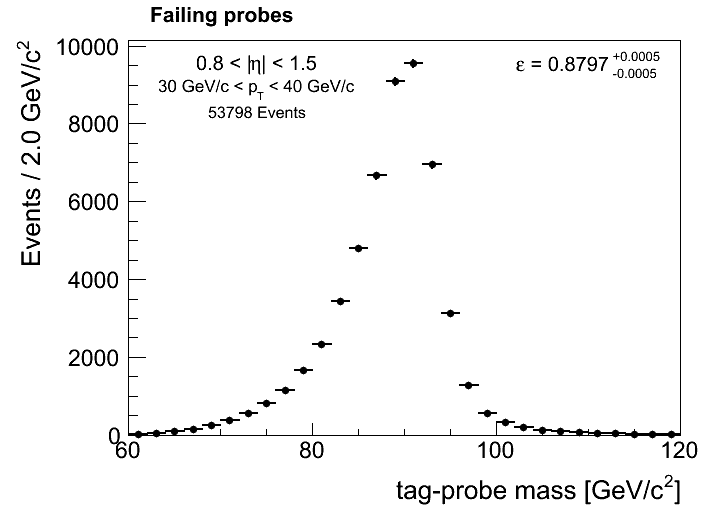 Failing probes
Events / 2.0 GeV/c²
10000
8000
6000
4000
2000
0
0.8 < |η| < 1.5
30 GeV/c < p_T < 40 GeV/c
53798 Events
ε = 0.8797 +0.0005 -0.0005
60 80 100 120
tag-probe mass [GeV/c²]